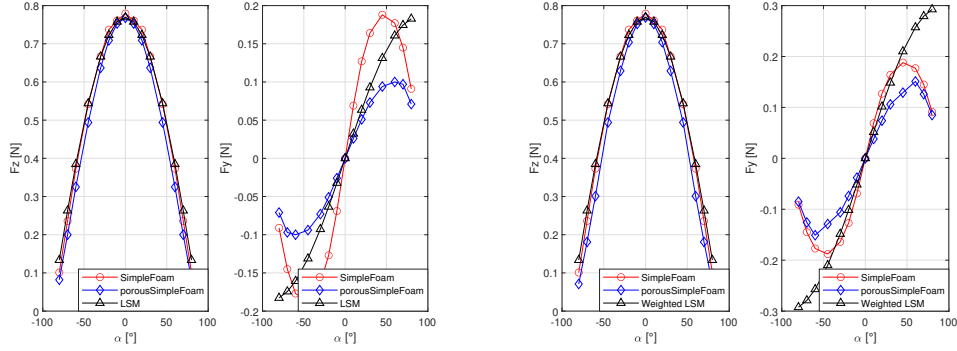 0.8
0.7
0.6
0.5
0.4
0.3
0.2
0.1
0
Fz [N]
-100 -50 0 50 100
α [°]
SimpleFoam
porousSimpleFoam
LSM
0.2
0.15
0.1
0.05
0
-0.05
-0.1
-0.15
-0.2
Fy [N]
-100 -50 0 50 100
α [°]
SimpleFoam
porousSimpleFoam
LSM
0.8
0.7
0.6
0.5
0.4
0.3
0.2
0.1
0
Fz [N]
-100 -50 0 50 100
α [°]
SimpleFoam
porousSimpleFoam
Weighted LSM
0.3
0.2
0.1
0
-0.1
-0.2
-0.3
Fy [N]
-100 -50 0 50 100
α [°]
SimpleFoam
porousSimpleFoam
Weighted LSM